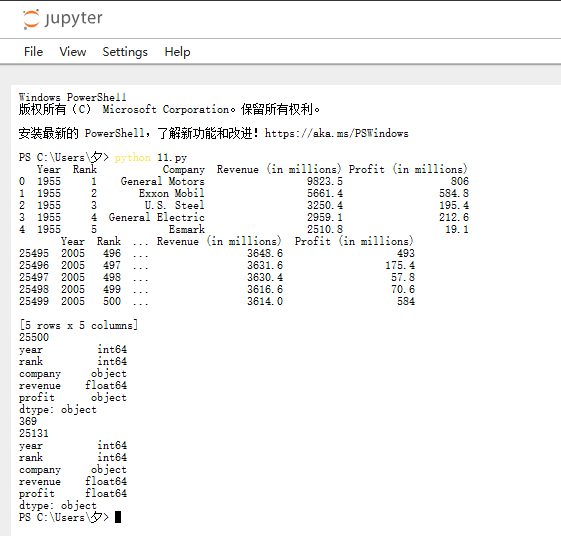 jupyter
File View Settings Help
Windows PowerShell
版权所有（C） Microsoft Corporation。保留所有权利。
安装最新的 PowerShell，了解新功能和改进！https://aka.ms/PSWindows
PS C:\Users\夕> python 11.py
Year Rank Company Revenue (in millions) Profit (in millions)
0 1955 1 General Motors 9823.5 806
1 1955 2 Exxon Mobil 5661.4 584.8
2 1955 3 U.S. Steel 3250.4 195.4
3 1955 4 General Electric 2959.1 212.6
4 1955 5 Esmark 2510.8 19.1
Year Rank ... Revenue (in millions) Profit (in millions)
25495 2005 496 ... 3648.6 493
25496 2005 497 ... 3631.6 175.4
25497 2005 498 ... 3630.4 57.8
25498 2005 499 ... 3616.6 70.6
25499 2005 500 ... 3614.0 584
[5 rows x 5 columns]
25500
year int64
rank int64
company object
revenue float64
profit object
dtype: object
369
25131
year int64
rank int64
company object
revenue float64
profit float64
dtype: object
PS C:\Users\夕>